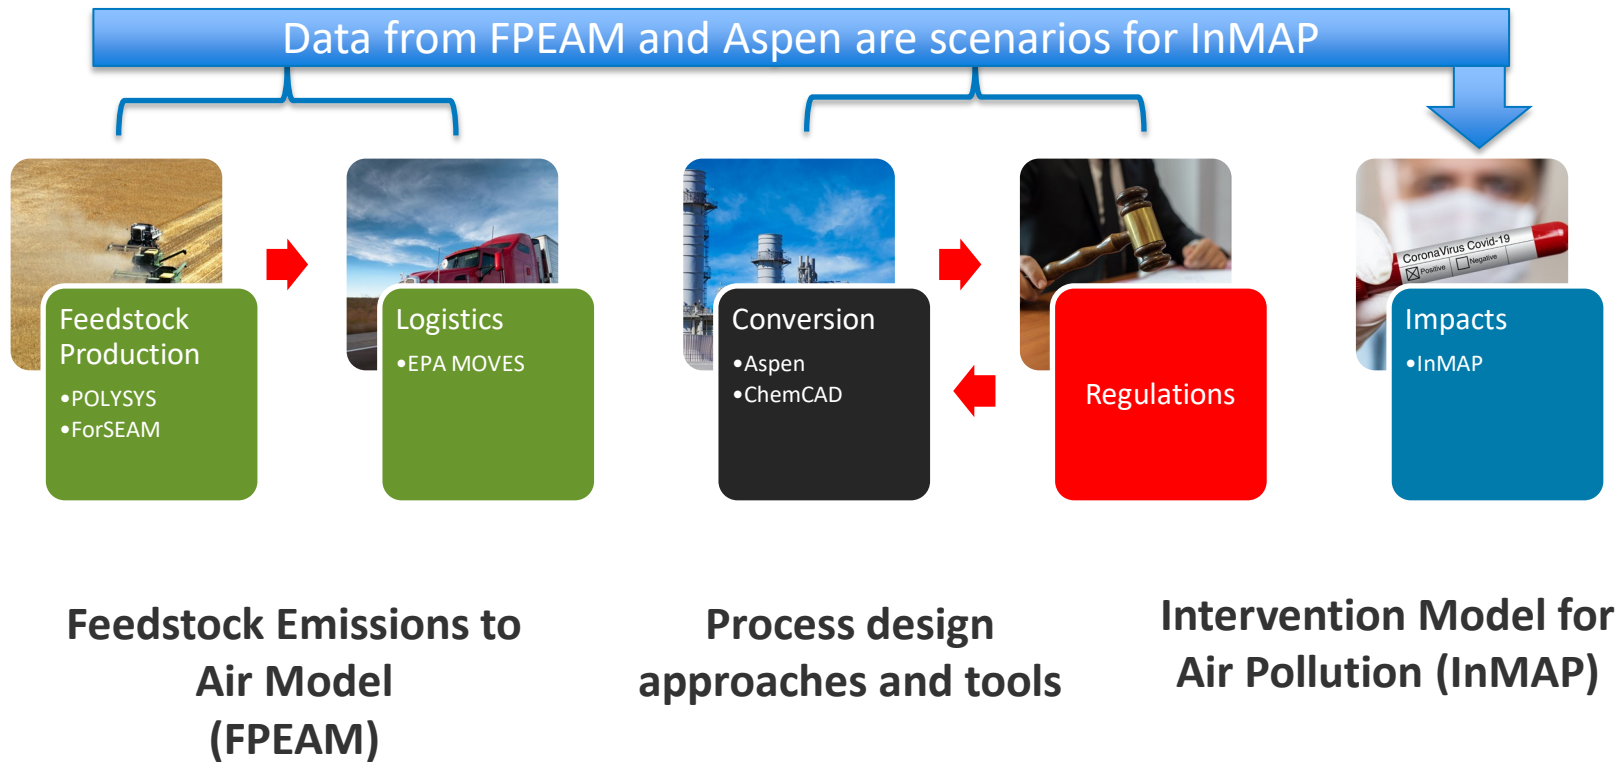 Data from FPEAM and Aspen are scenarios for InMAP
Feedstock
Production
•POLYSYS
•ForSEAM
Logistics
•EPA MOVES
Conversion
•Aspen
•ChemCAD
Regulations
CoronaVirus Covid-19
Positive
Negative
Impacts
•InMAP
Feedstock Emissions to
Air Model
(FPEAM)
Process design
approaches and tools
Intervention Model for
Air Pollution (InMAP)